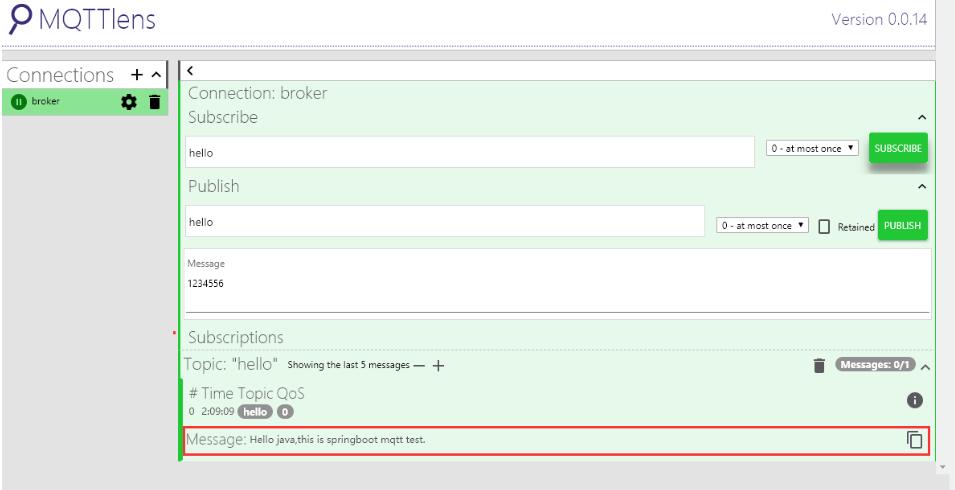 MQTTlens
Version 0.0.14
Connections + 
broker
Connection: broker
Subscribe
hello
0 - at most once
SUBSCRIBE
Publish
hello
0 - at most once
Retained
PUBLISH
Message
1234556
Subscriptions
Topic: "hello" Showing the last 5 messages — +
Messages: 0/1
# Time Topic QoS
0 2:09:09 hello 0
Message: Hello java,this is springboot mqtt test.